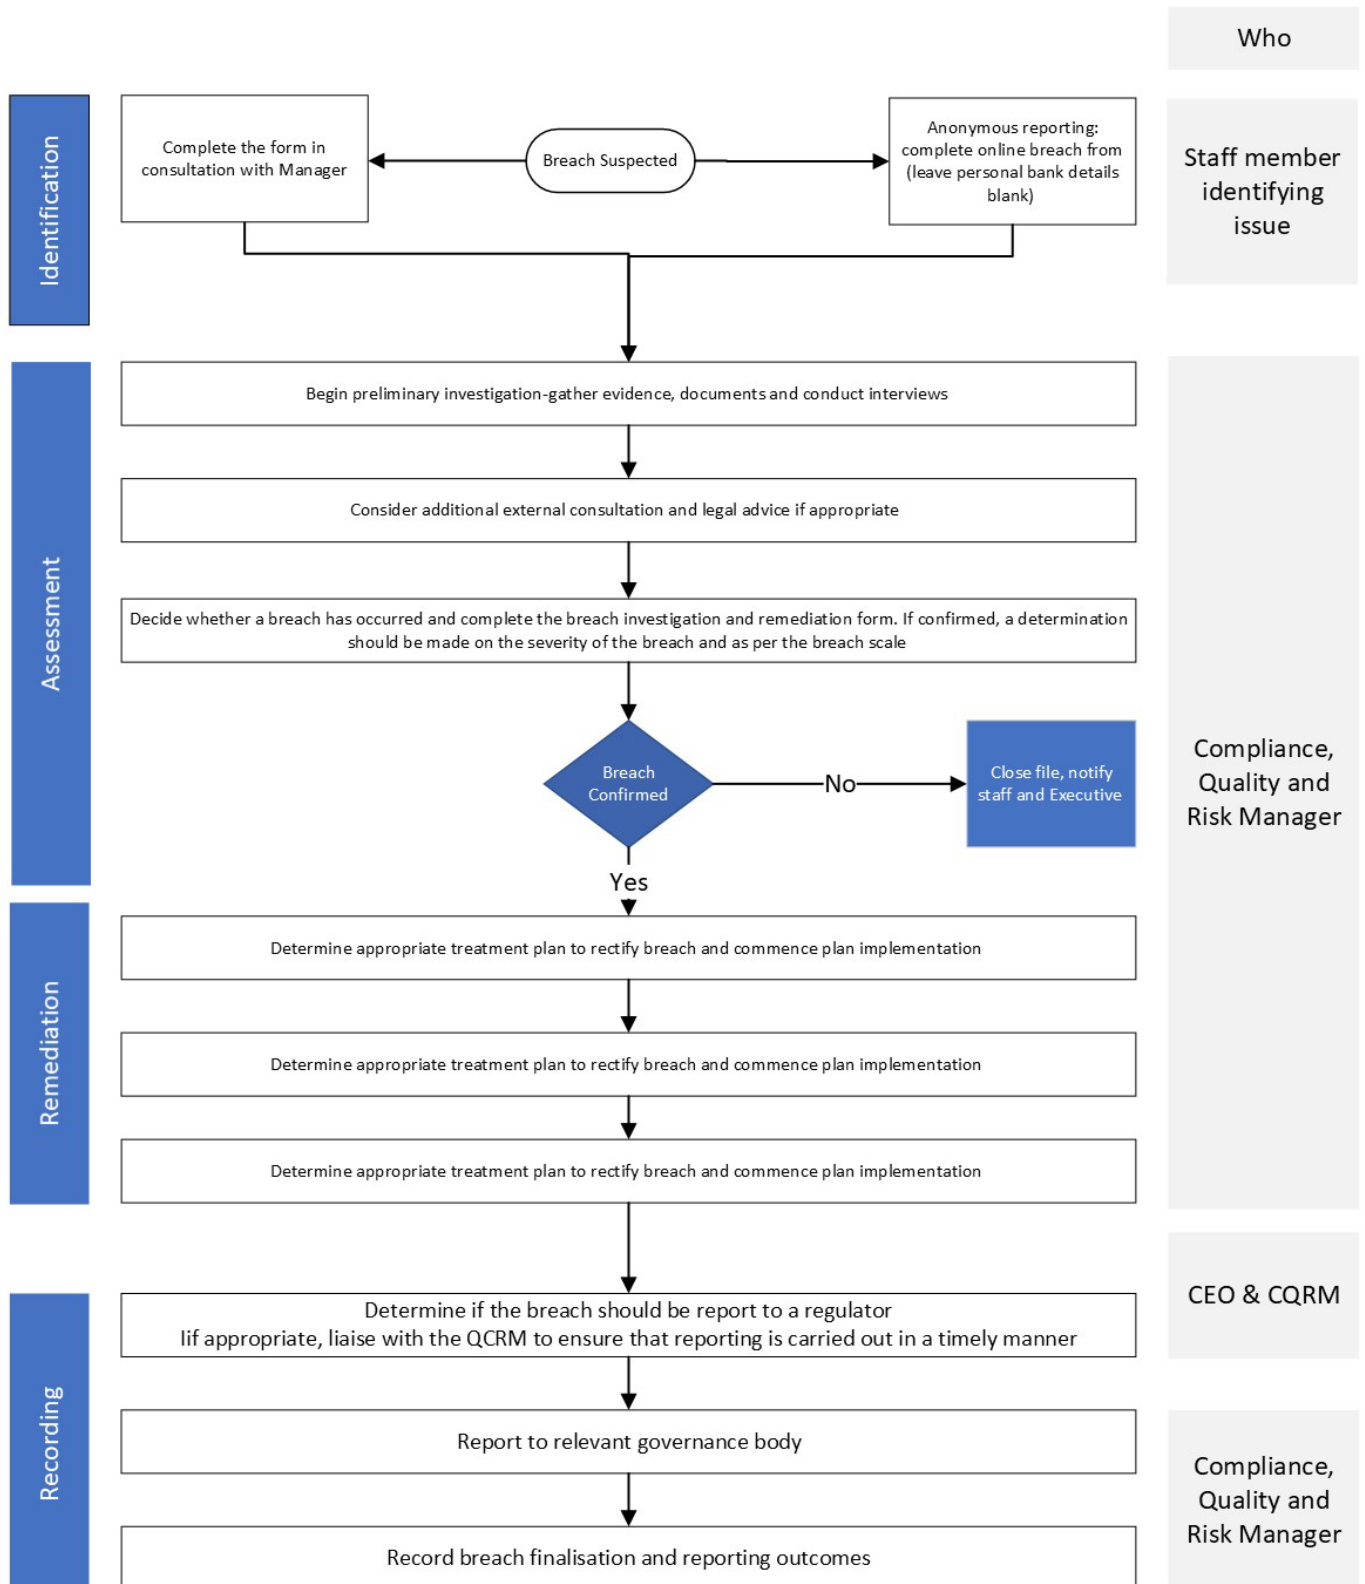 Who
Identification
Complete the form in
consultation with Manager
Breach Suspected
Anonymous reporting:
complete online breach from
(leave personal bank details
blank)
Staff member
identifying
issue
Assessment
Begin preliminary investigation-gather evidence, documents and conduct interviews
Consider additional external consultation and legal advice if appropriate
Decide whether a breach has occurred and complete the breach investigation and remediation form. If confirmed, a determination
should be made on the severity of the breach and as per the breach scale
Breach
Confirmed
No
Close file, notify
staff and Executive
Yes
Compliance,
Quality and
Risk Manager
Remediation
Determine appropriate treatment plan to rectify breach and commence plan implementation
Determine appropriate treatment plan to rectify breach and commence plan implementation
Determine appropriate treatment plan to rectify breach and commence plan implementation
Recording
Determine if the breach should be report to a regulator
Iif appropriate, liaise with the QCRM to ensure that reporting is carried out in a timely manner
CEO & CQRM
Report to relevant governance body
Record breach finalisation and reporting outcomes
Compliance,
Quality and
Risk Manager